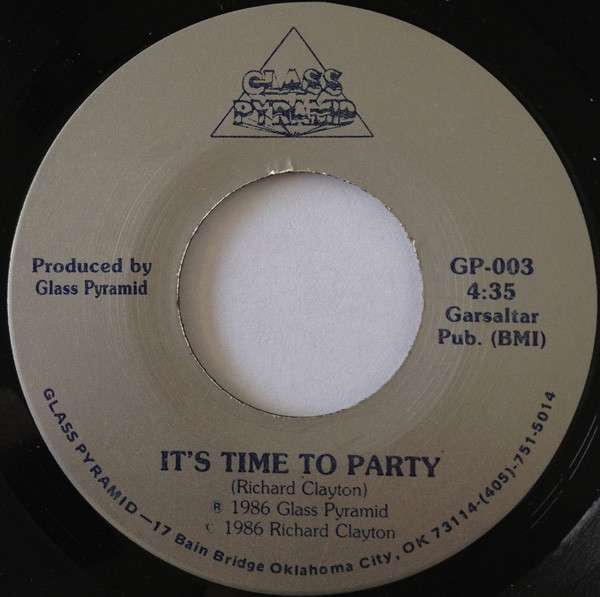 GLASS
PYRAMID
Produced by
Glass Pyramid
GP-003
4:35
Garsaltar
Pub. (BMI)
IT'S TIME TO PARTY
(Richard Clayton)
® 1986 Glass Pyramid
© 1986 Richard Clayton
GLASS PYRAMID—17 Bain Bridge Oklahoma City, OK 73114-(405)-751-5014